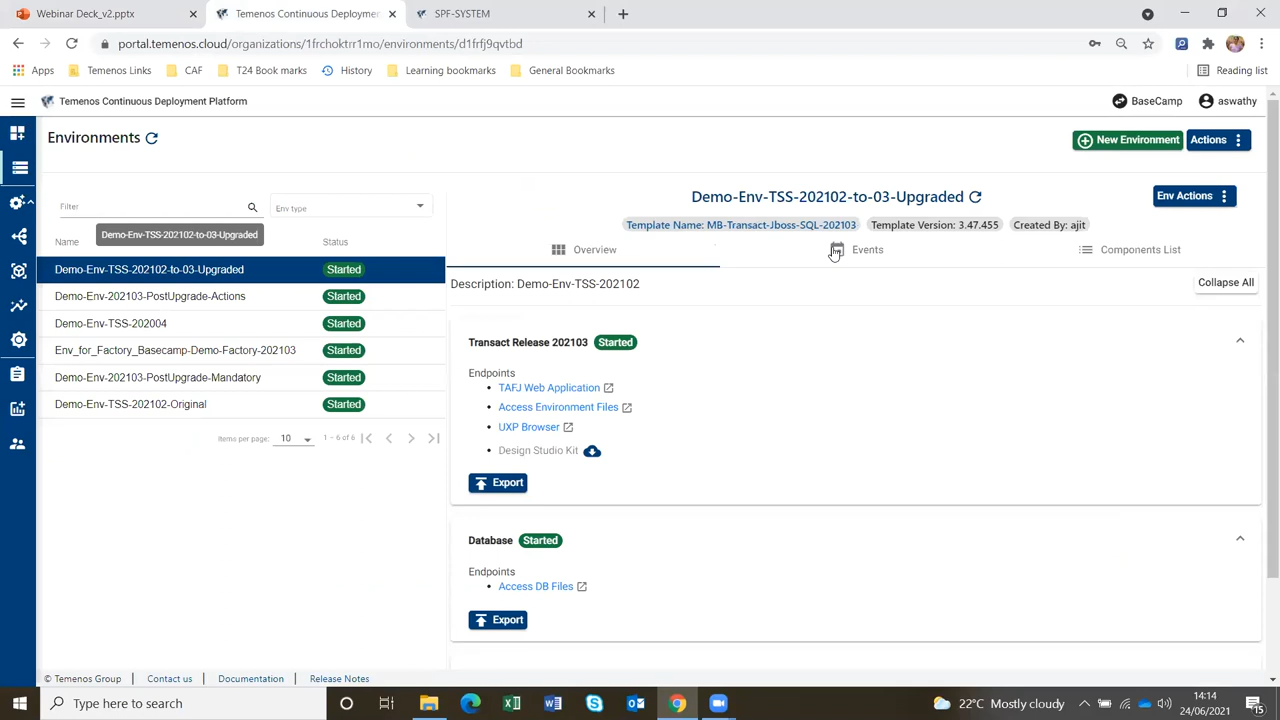 Webinar Deck_v2.pptx
Temenos Continuous Deploymen
SPF-SYSTEM
portal.temenos.cloud/organizations/1frchoktrr1mo/environments/d1frfj9qvtbd
Apps
Temenos Links
CAF
T24 Book marks
History
Learning bookmarks
General Bookmarks
Reading list
Temenos Continuous Deployment Platform
BaseCamp
aswathy
Environments
New Environment
Actions
Filter
Env type
Name
Demo-Env-TSS-202102-to-03-Upgraded
Status
Demo-Env-TSS-202102-to-03-Upgraded Started
Demo-Env-202103-PostUpgrade-Actions Started
Demo-Env-TSS-202004 Started
Env_for_Factory_Basecamp-Demo-Factory-202103 Started
Demo-Env-202103-PostUpgrade-Mandatory Started
Demo-Env-TSS-202102-Original Started
Items per page: 10 1 - 6 of 6
Demo-Env-TSS-202102-to-03-Upgraded
Env Actions
Template Name: MB-Transact-Jboss-SQL-202103 Template Version: 3.47.455 Created By: ajit
Overview
Events
Components List
Description: Demo-Env-TSS-202102
Collapse All
Transact Release 202103 Started
Endpoints
TAFJ Web Application
Access Environment Files
UXP Browser
Design Studio Kit
Export
Database Started
Endpoints
Access DB Files
Export
© Temenos Group | Contact us | Documentation | Release Notes
Type here to search
22°C Mostly cloudy
14:14
24/06/2021
15